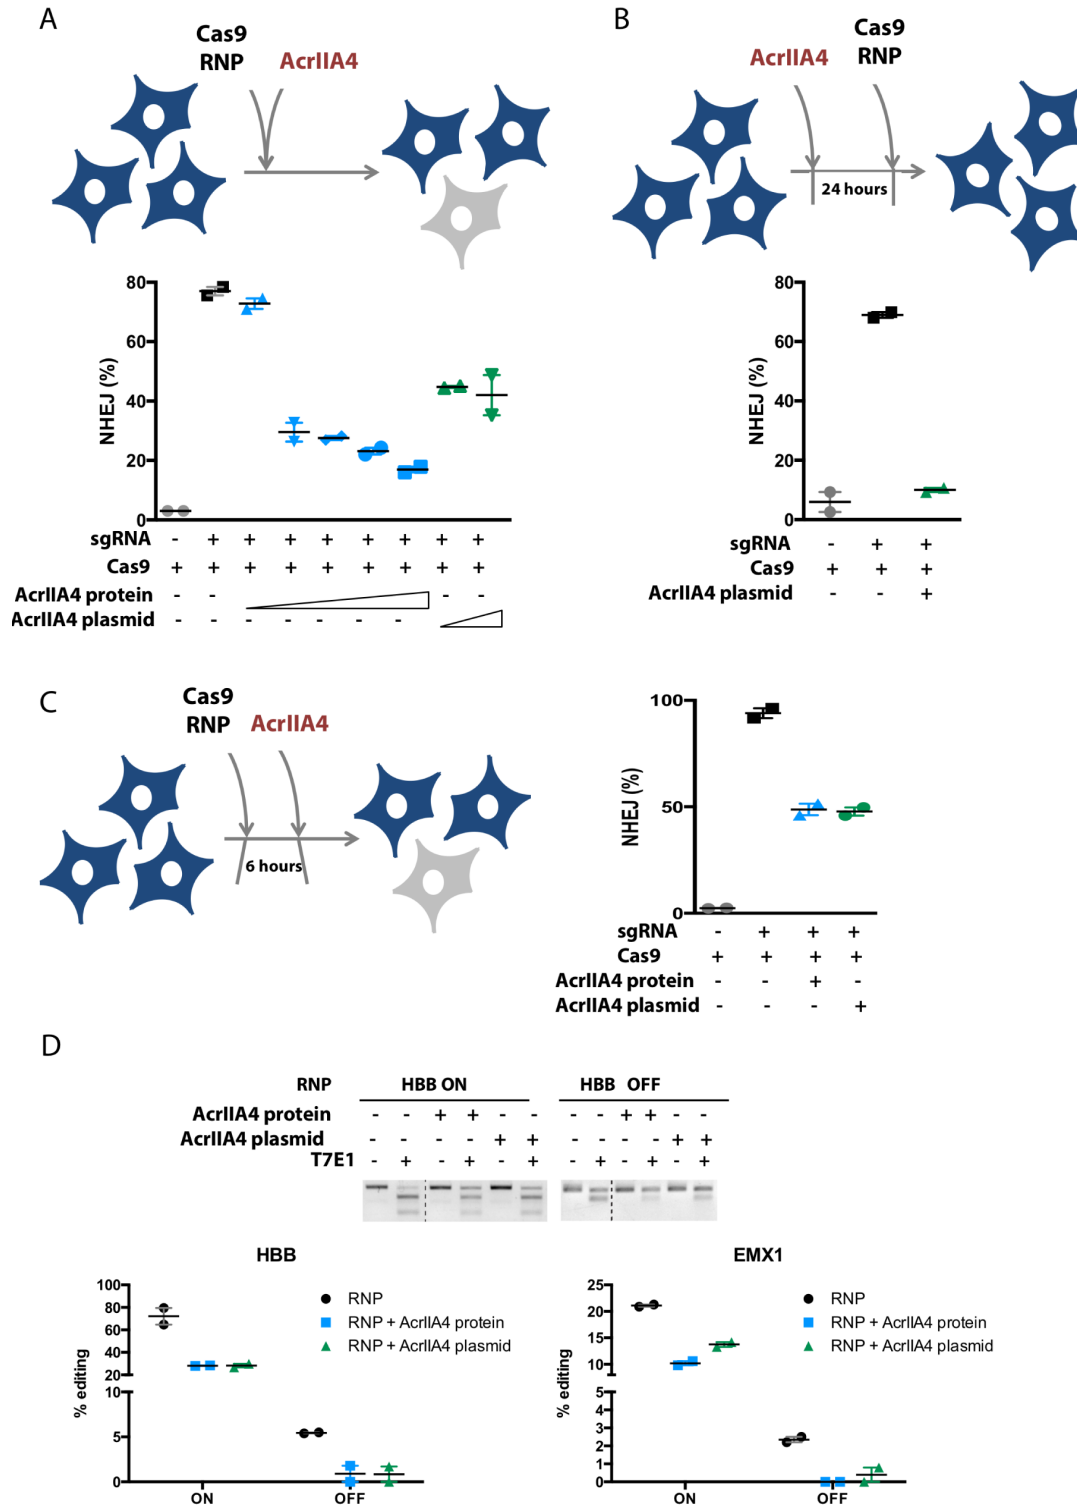 A
Cas9
RNP
AcrIIA4
80
60
40
20
0
NHEJ (%)
sgRNA - + + + + + + + +
Cas9 + + + + + + + + +
AcrIIA4 protein - - - -
AcrIIA4 plasmid - - - - - - -
B
Cas9
RNP
AcrIIA4
24 hours
80
60
40
20
0
NHEJ (%)
sgRNA - + +
Cas9 + + +
AcrIIA4 plasmid - - +
C
Cas9
RNP
AcrIIA4
6 hours
100
50
0
NHEJ (%)
sgRNA - + + +
Cas9 + + + +
AcrIIA4 protein - - + -
AcrIIA4 plasmid - - - +
D
RNP HBB ON HBB OFF
AcrIIA4 protein - - + + - - - - + + - -
AcrIIA4 plasmid - - - - + + - - - - + +
T7E1 - + - + - + - + - + - +
HBB
100
80
60
40
20
10
5
0
% editing
ON OFF
RNP
RNP + AcrIIA4 protein
RNP + AcrIIA4 plasmid
EMX1
25
20
15
10
5
4
3
2
1
0
% editing
ON OFF
RNP
RNP + AcrIIA4 protein
RNP + AcrIIA4 plasmid